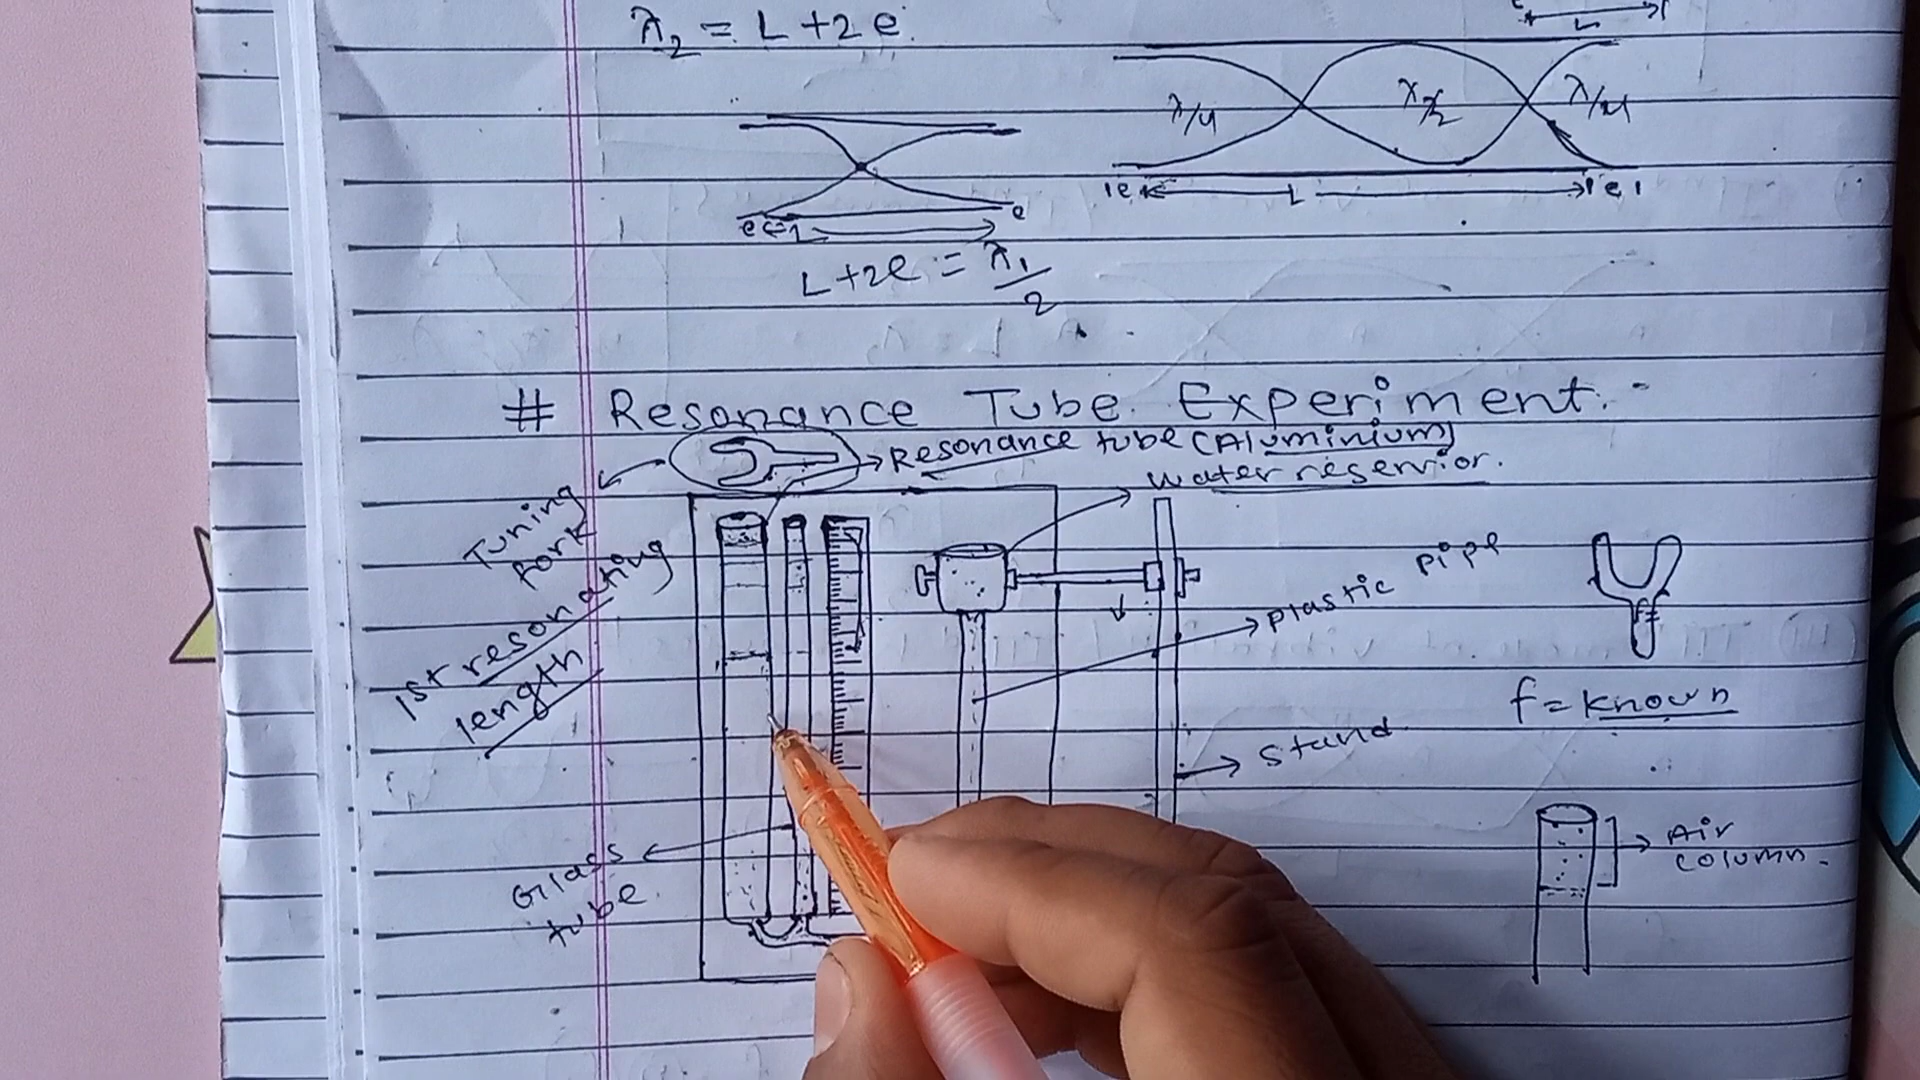 λ₂ = L + 2e.
e L
λ/4 λ/2 λ/4
e L e
e L e
L + 2e = λ₁/2
# Resonance Tube Experiment.
Resonance tube (Aluminium)
water reservior.
Tuning
fork
1st resonating
length
plastic pipe
f = known
stand
Glass
tube
Air
column.